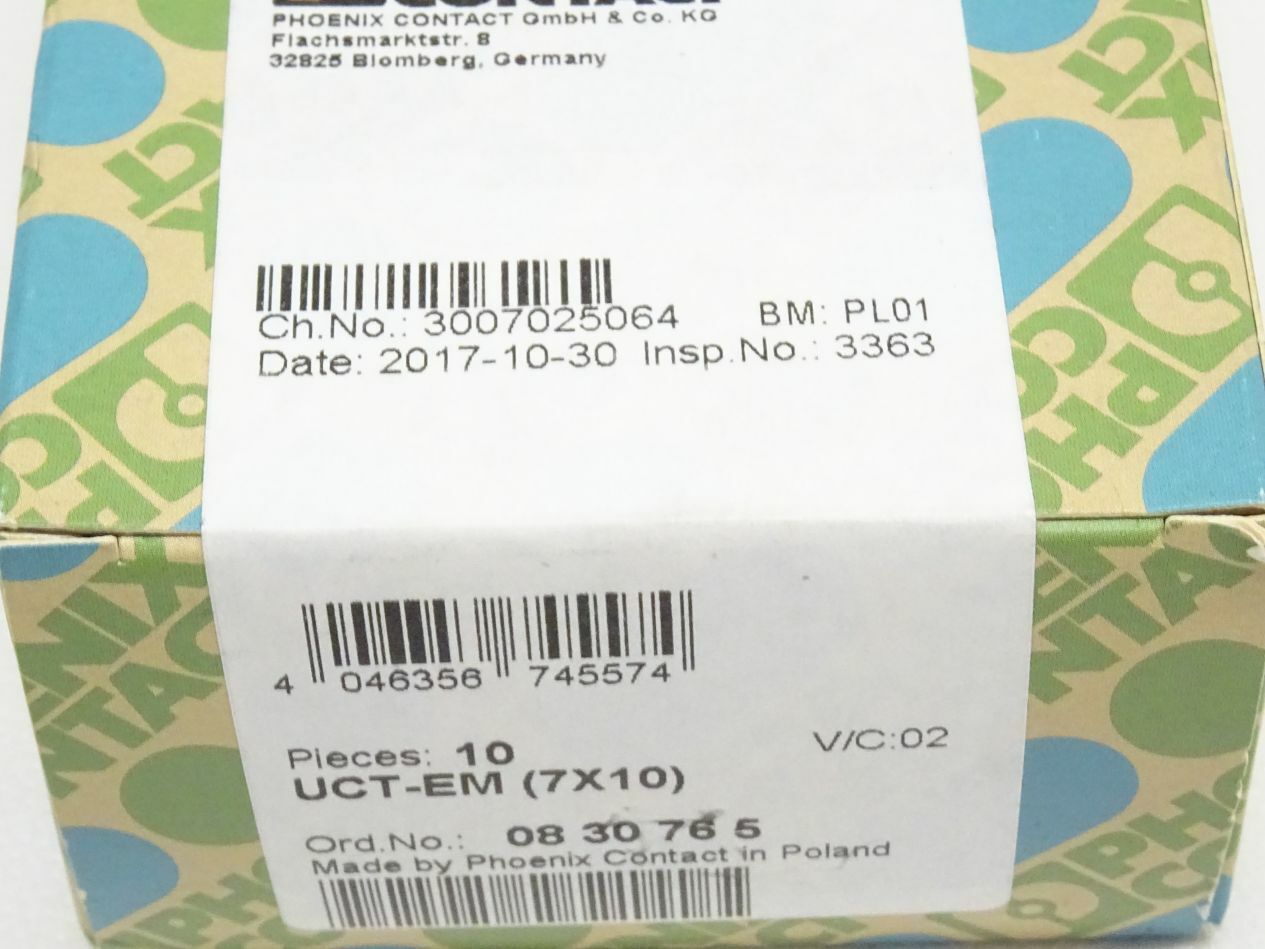 CONTACT
PHOENIX CONTACT GmbH & Co. KG
Flachsmarktstr. 8
32825 Blomberg, Germany
Ch.No.: 3007025064 BM: PL01
Date: 2017-10-30 Insp.No.: 3363
4 046356 745574
Pieces: 10 V/C:02
UCT-EM (7X10)
Ord.No.: 08 30 76 5
Made by Phoenix Contact in Poland